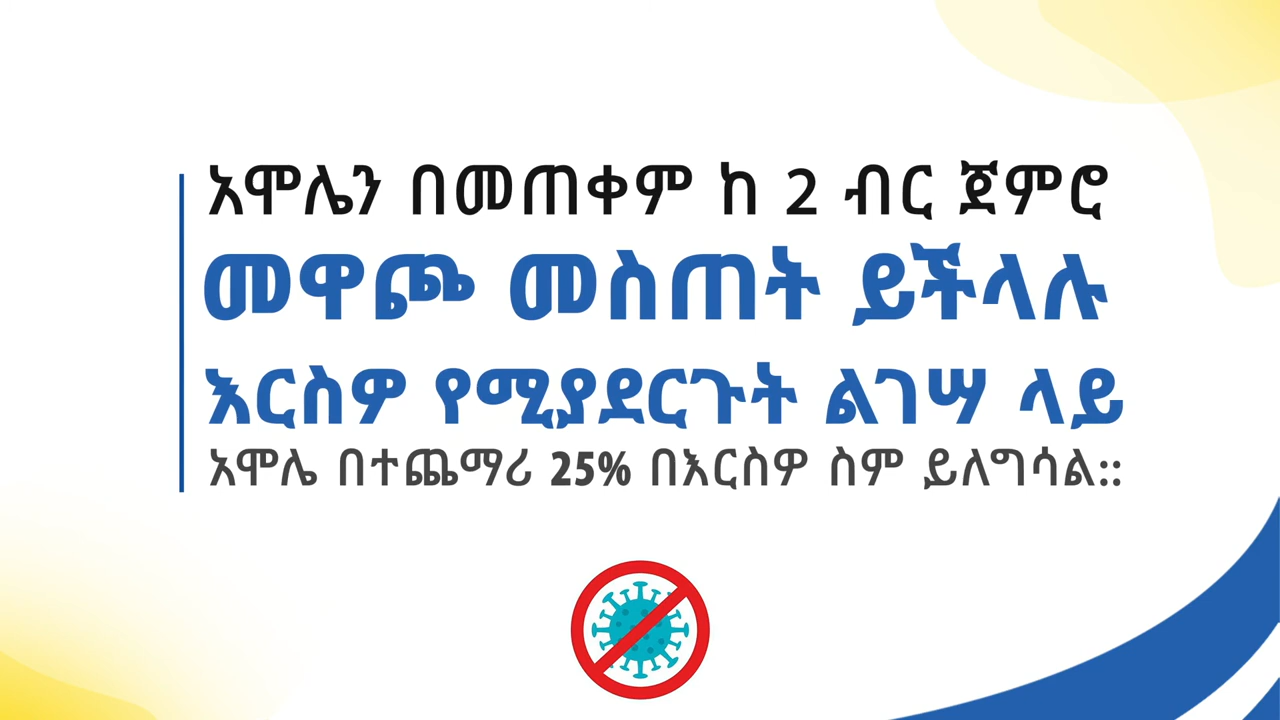 አሞሌን በመጠቀም ከ 2 ብር ጀምሮ
መዋጮ መስጠት ይችላሉ
እርስዎ የሚያደርጉት ልገሣ ላይ
አሞሌ በተጨማሪ 25% በእርስዎ ስም ይለግሳል::